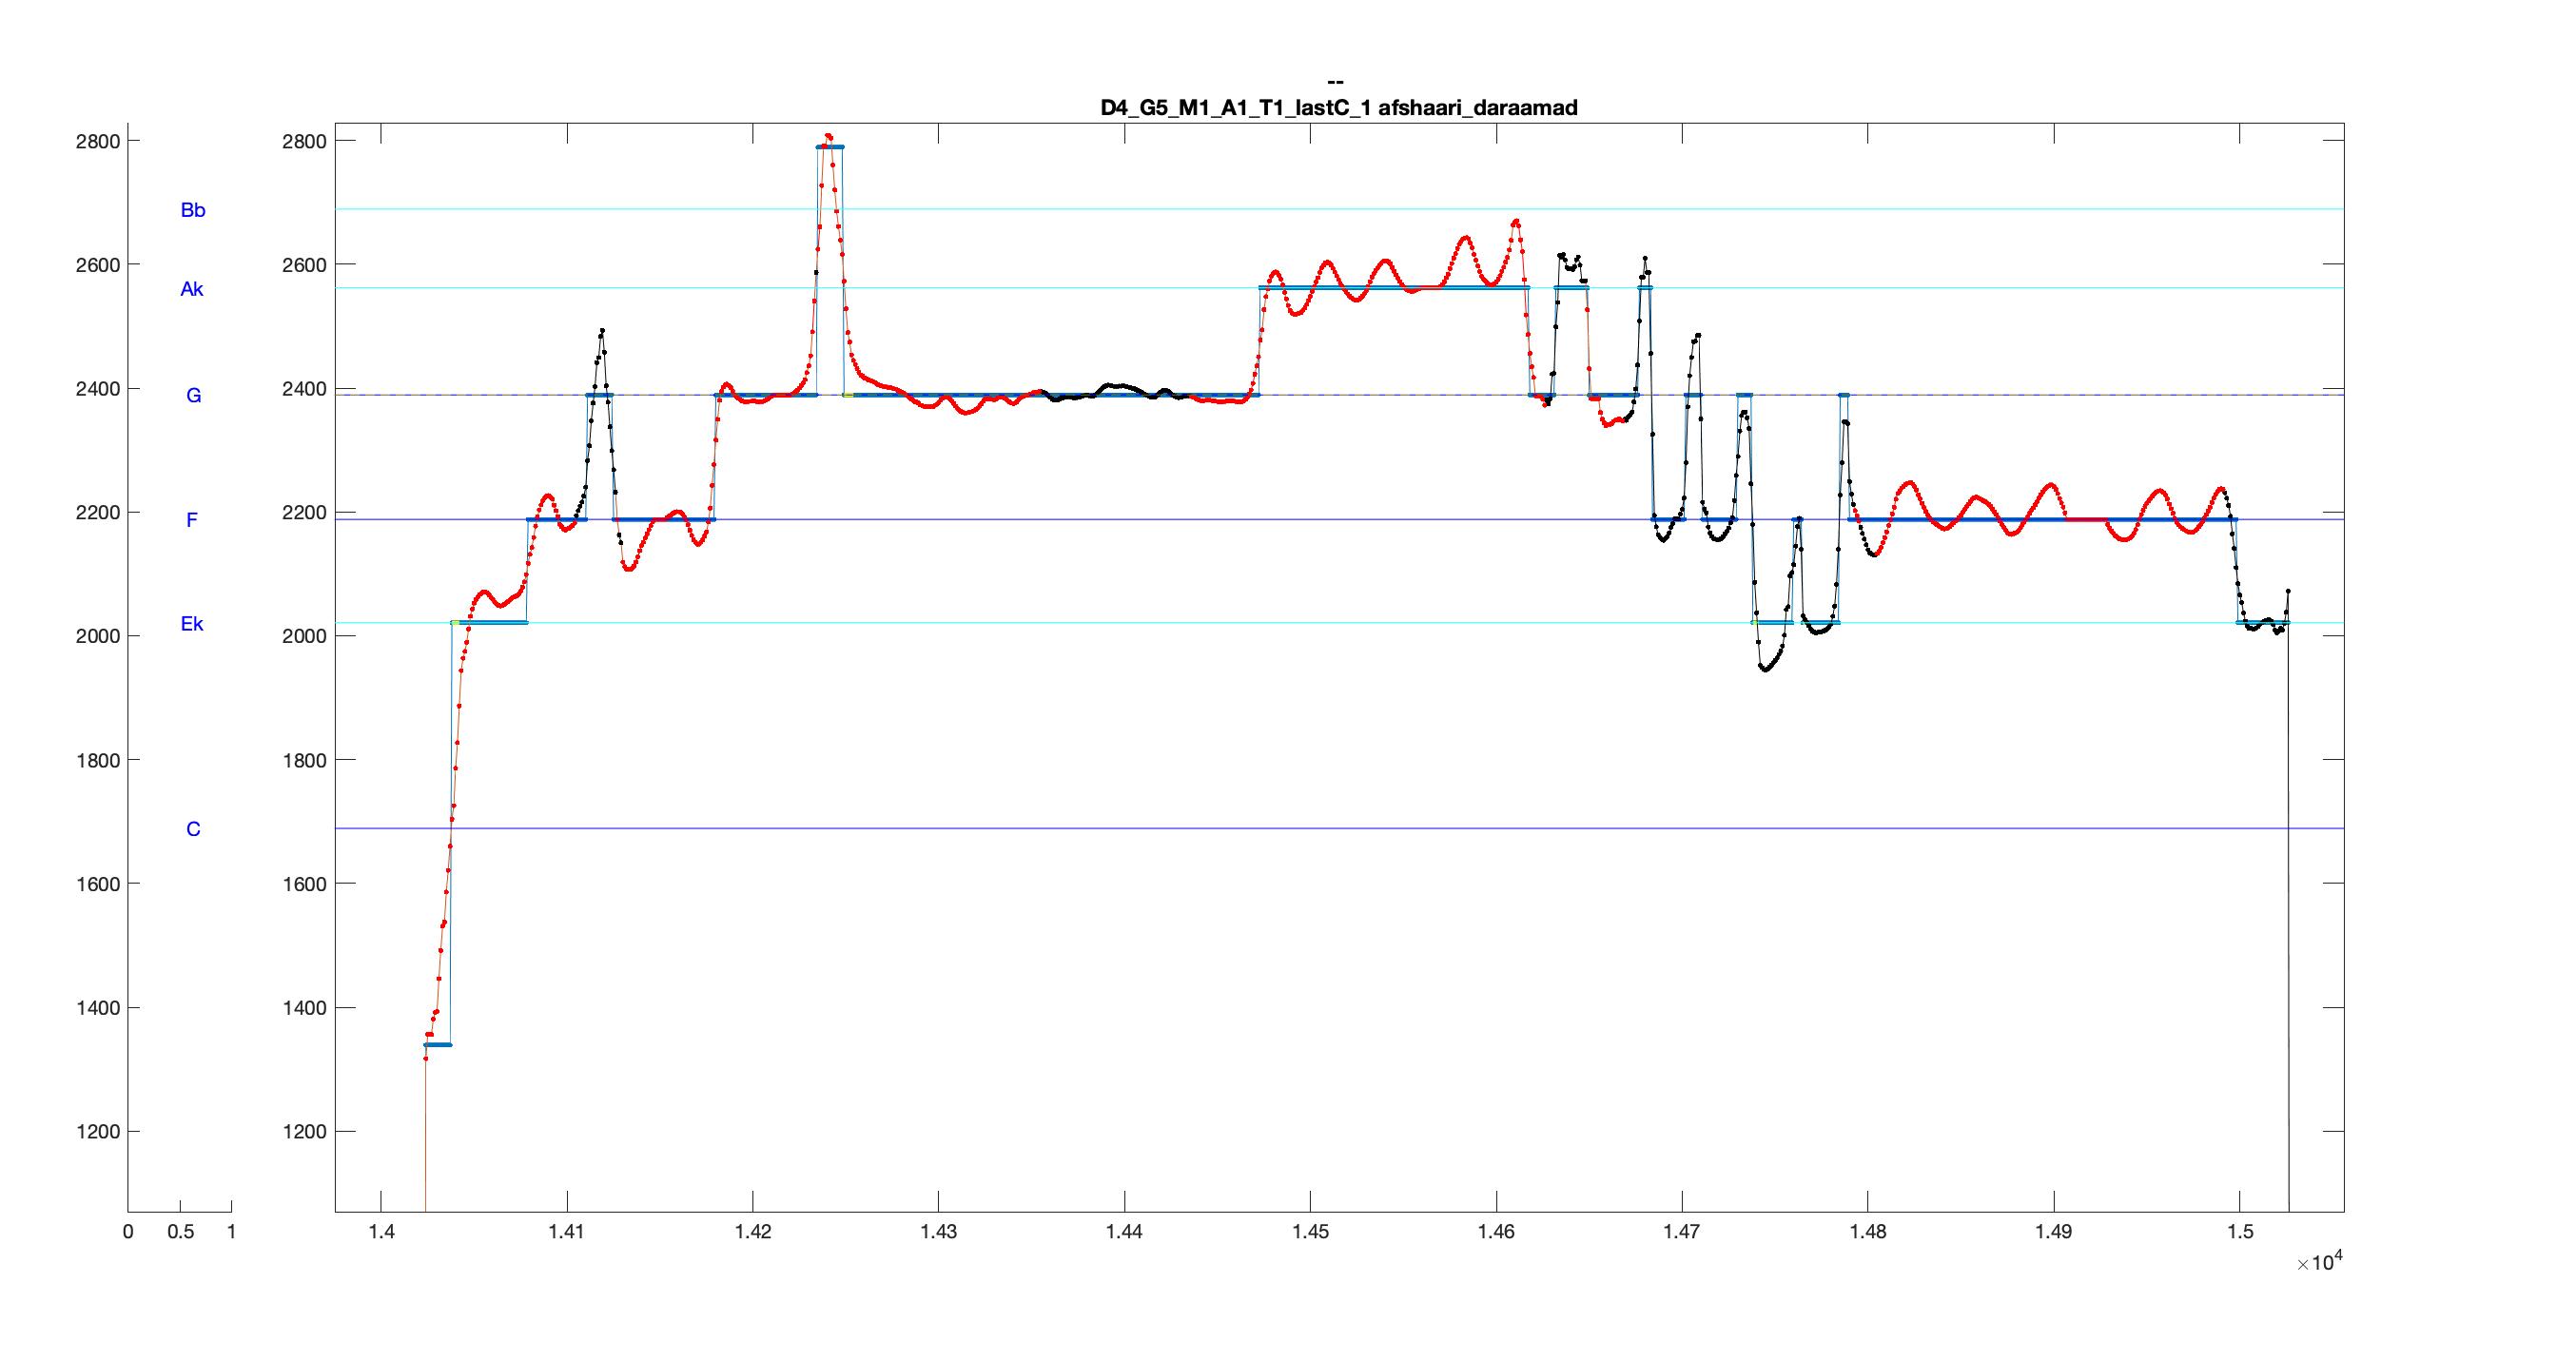 --
D4_G5_M1_A1_T1_lastC_1 afshaari_daraamad
2800 2800
Bb
2600 2600
Ak
2400 G 2400
2200 F 2200
2000 Ek 2000
1800 1800
C
1600 1600
1400 1400
1200 1200
0 0.5 1 1.4 1.41 1.42 1.43 1.44 1.45 1.46 1.47 1.48 1.49 1.5
×10⁴